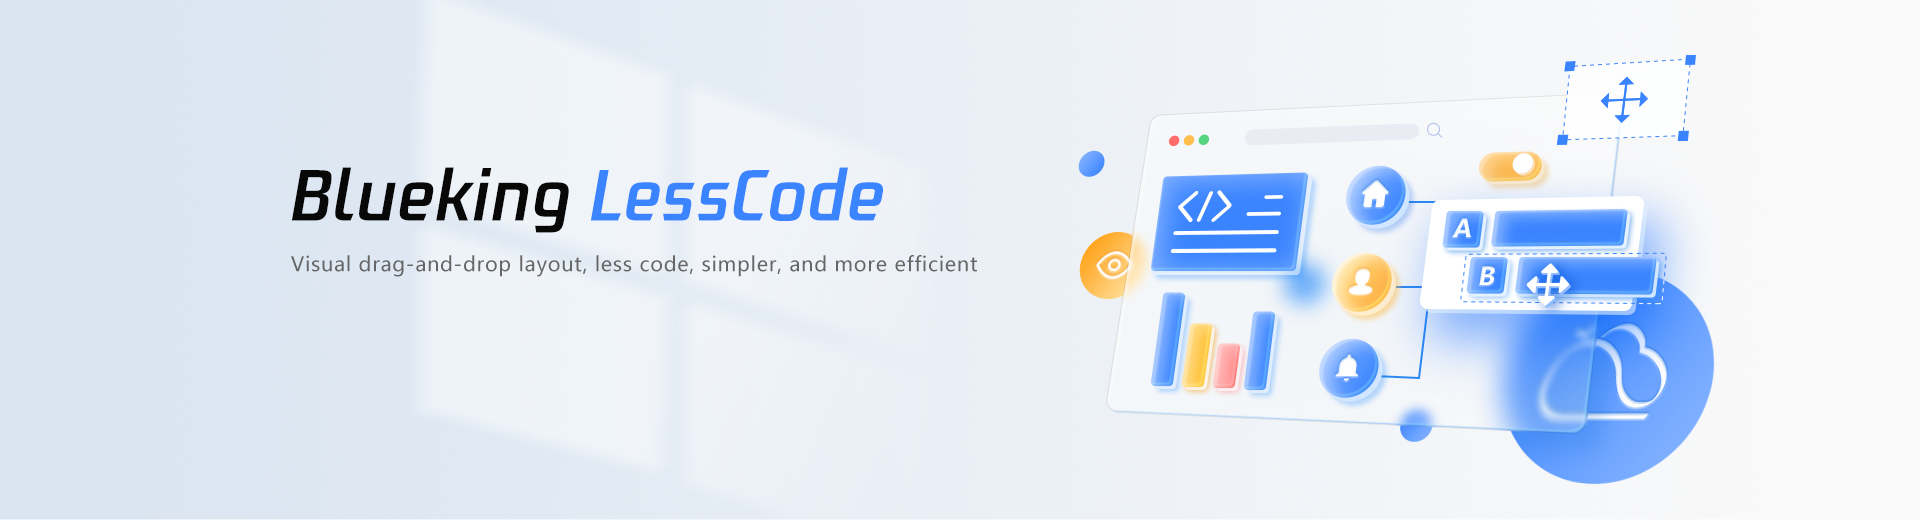 Blueking LessCode
Visual drag-and-drop layout, less code, simpler, and more efficient
</>
A
B